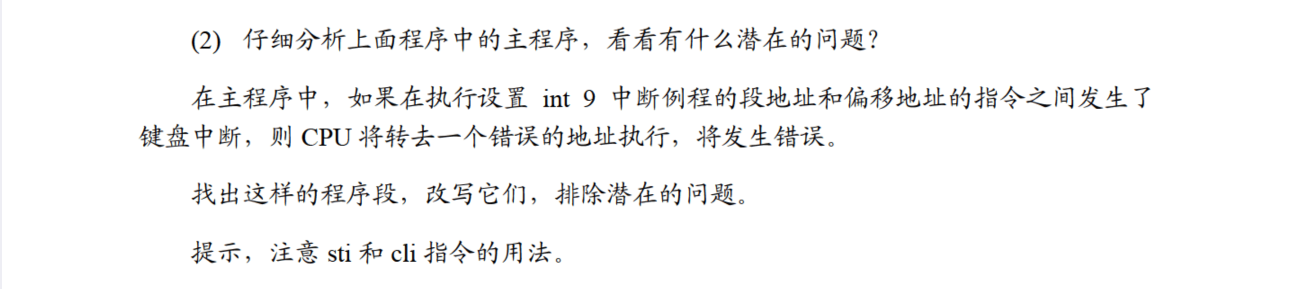 (2) 仔细分析上面程序中的主程序，看看有什么潜在的问题？
在主程序中，如果在执行设置 int 9 中断例程的段地址和偏移地址的指令之间发生了
键盘中断，则 CPU 将转去一个错误的地址执行，将发生错误。
找出这样的程序段，改写它们，排除潜在的问题。
提示，注意 sti 和 cli 指令的用法。